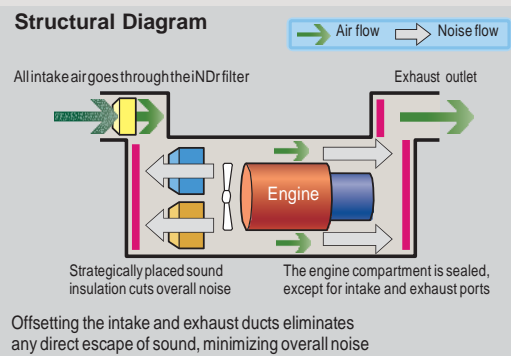 Structural Diagram
Air flow
Noise flow
All intake air goes through the iNDr filter
Exhaust outlet
Engine
Strategically placed sound
insulation cuts overall noise
The engine compartment is sealed,
except for intake and exhaust ports
Offsetting the intake and exhaust ducts eliminates
any direct escape of sound, minimizing overall noise